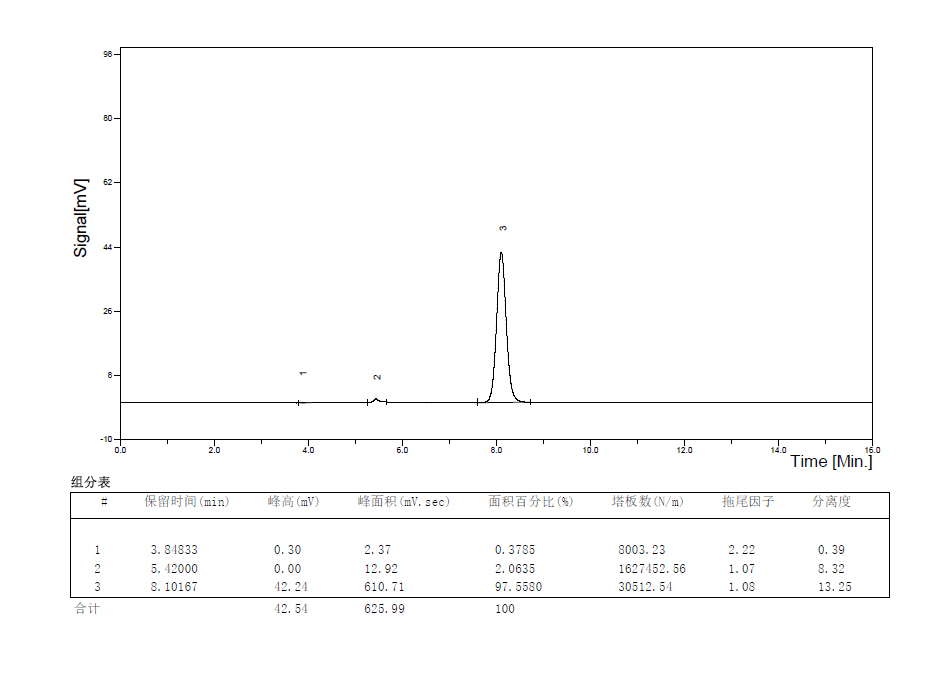 98
80
62
44
26
8
-10
Signal[mV]
1
2
3
0.0 2.0 4.0 6.0 8.0 10.0 12.0 14.0 16.0
Time [Min.]
组分表
# 保留时间(min) 峰高(mV) 峰面积(mV.sec) 面积百分比(%) 塔板数(N/m) 拖尾因子 分离度
1 3.84833 0.30 2.37 0.3785 8003.23 2.22 0.39
2 5.42000 0.00 12.92 2.0635 1627452.56 1.07 8.32
3 8.10167 42.24 610.71 97.5580 30512.54 1.08 13.25
合计 42.54 625.99 100